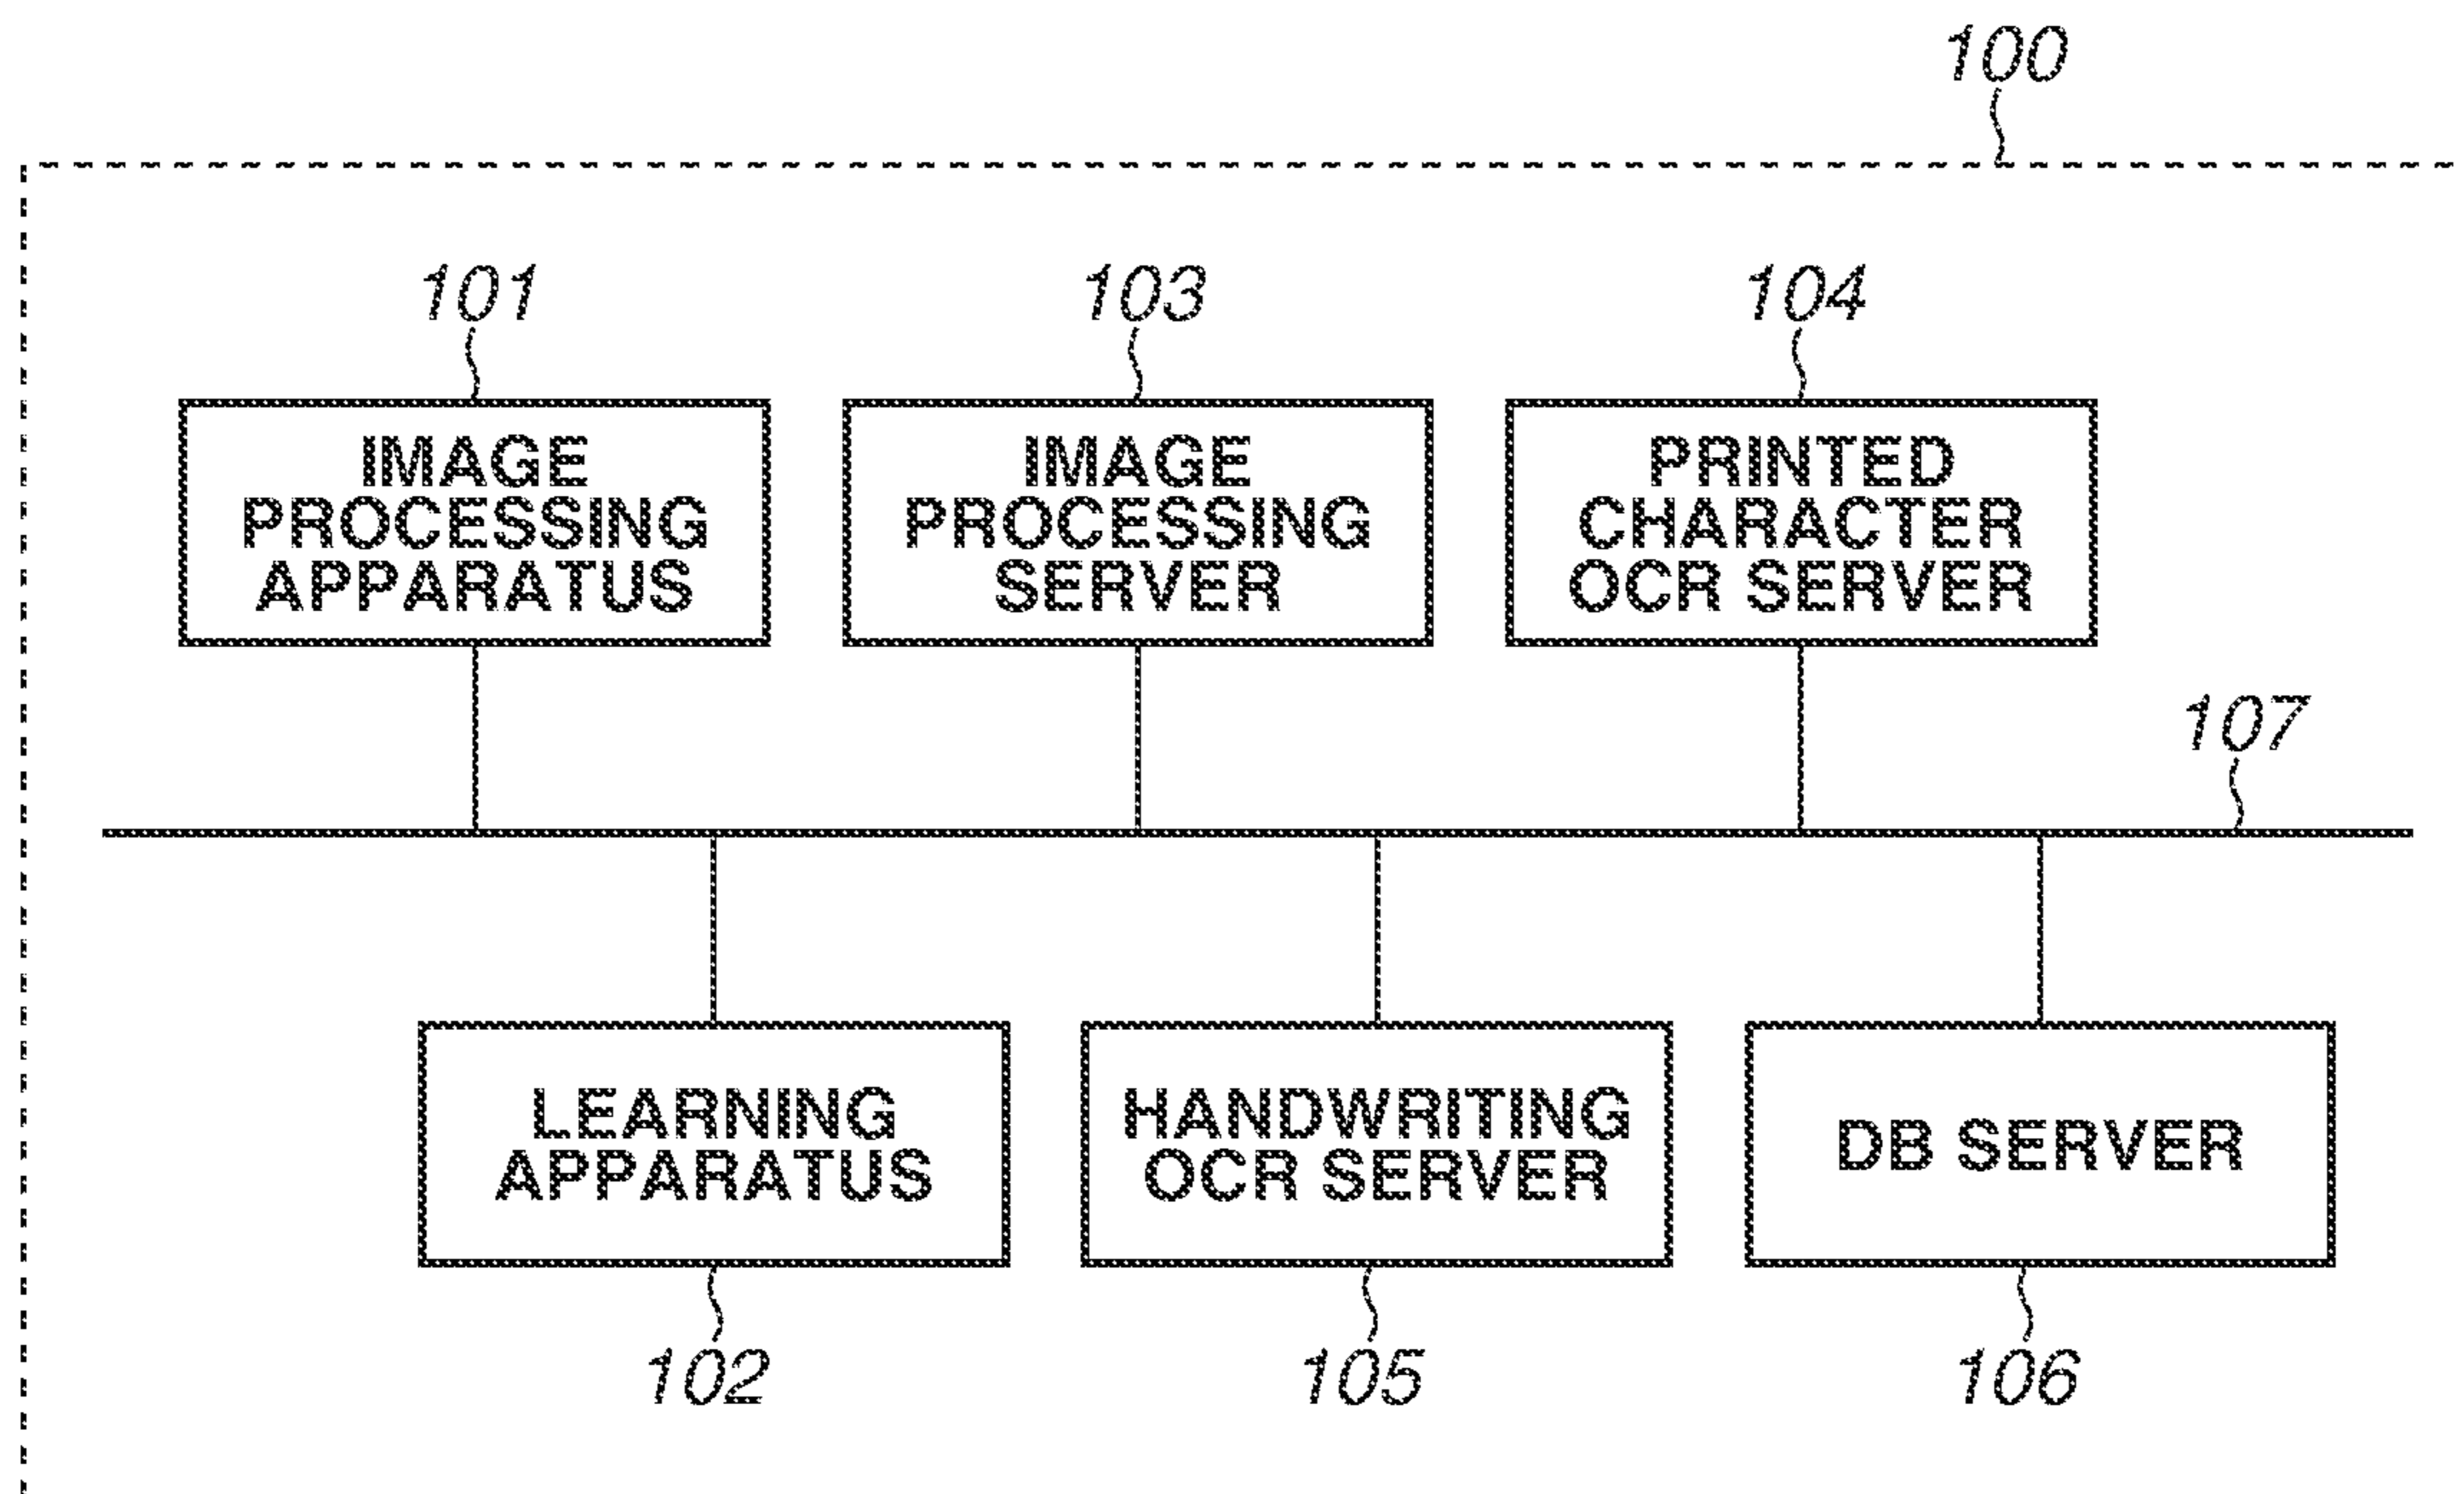 100
101
103
104
IMAGE
PROCESSING
APPARATUS
IMAGE
PROCESSING
SERVER
PRINTED
CHARACTER
OCR SERVER
107
LEARNING
APPARATUS
HANDWRITING
OCR SERVER
DB SERVER
102
105
106